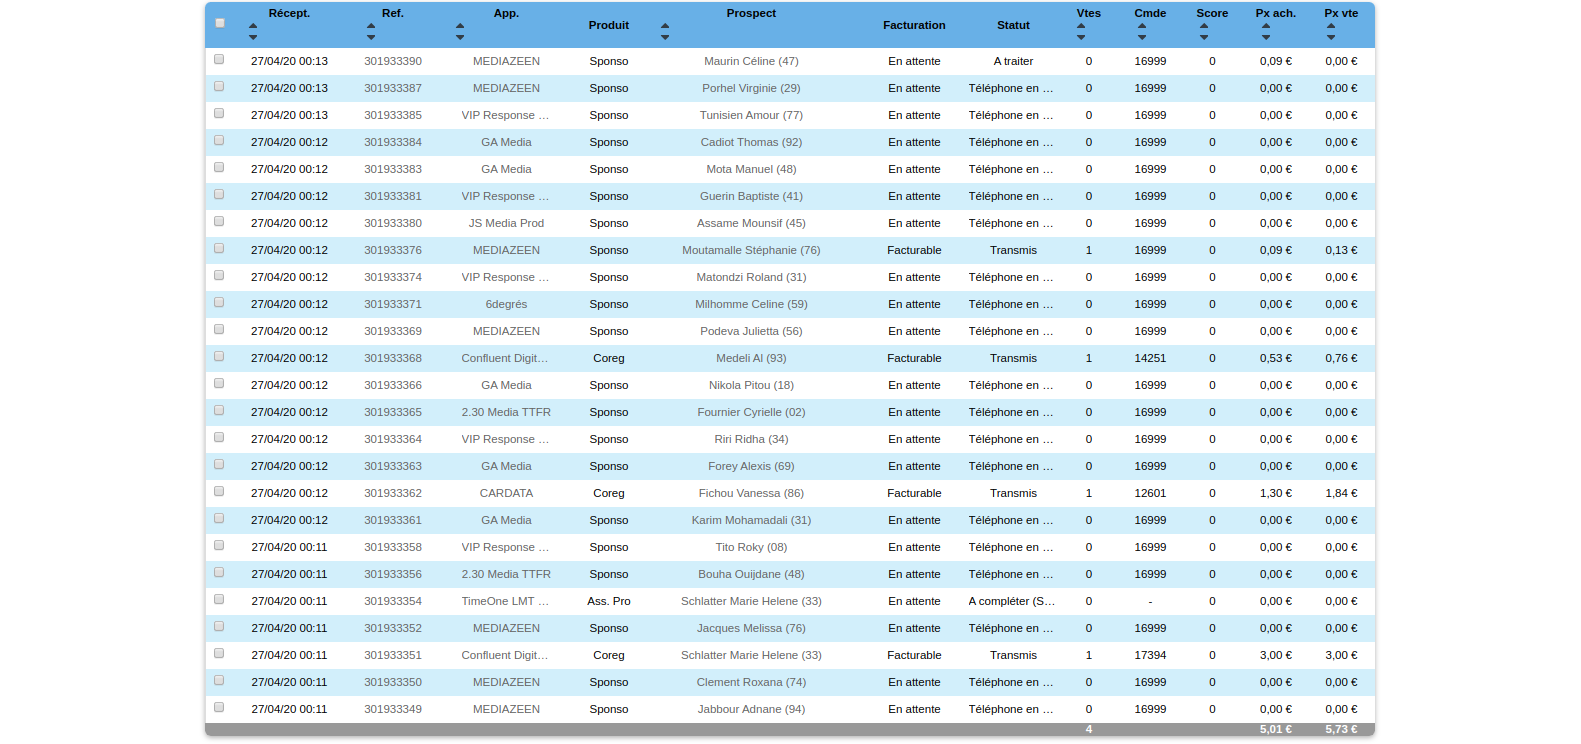 Récept. Ref. App. Produit Prospect Facturation Statut Vtes Cmde Score Px ach. Px vte
27/04/20 00:13 301933390 MEDIAZEEN Sponso Maurin Céline (47) En attente A traiter 0 16999 0 0,09 € 0,00 €
27/04/20 00:13 301933387 MEDIAZEEN Sponso Porhel Virginie (29) En attente Téléphone en … 0 16999 0 0,00 € 0,00 €
27/04/20 00:13 301933385 VIP Response … Sponso Tunisien Amour (77) En attente Téléphone en … 0 16999 0 0,00 € 0,00 €
27/04/20 00:12 301933384 GA Media Sponso Cadiot Thomas (92) En attente Téléphone en … 0 16999 0 0,00 € 0,00 €
27/04/20 00:12 301933383 GA Media Sponso Mota Manuel (48) En attente Téléphone en … 0 16999 0 0,00 € 0,00 €
27/04/20 00:12 301933381 VIP Response … Sponso Guerin Baptiste (41) En attente Téléphone en … 0 16999 0 0,00 € 0,00 €
27/04/20 00:12 301933380 JS Media Prod Sponso Assame Mounsif (45) En attente Téléphone en … 0 16999 0 0,00 € 0,00 €
27/04/20 00:12 301933376 MEDIAZEEN Sponso Moutamalle Stéphanie (76) Facturable Transmis 1 16999 0 0,09 € 0,13 €
27/04/20 00:12 301933374 VIP Response … Sponso Matondzi Roland (31) En attente Téléphone en … 0 16999 0 0,00 € 0,00 €
27/04/20 00:12 301933371 6degrés Sponso Milhomme Celine (59) En attente Téléphone en … 0 16999 0 0,00 € 0,00 €
27/04/20 00:12 301933369 MEDIAZEEN Sponso Podeva Julietta (56) En attente Téléphone en … 0 16999 0 0,00 € 0,00 €
27/04/20 00:12 301933368 Confluent Digit… Coreg Medeli Al (93) Facturable Transmis 1 14251 0 0,53 € 0,76 €
27/04/20 00:12 301933366 GA Media Sponso Nikola Pitou (18) En attente Téléphone en … 0 16999 0 0,00 € 0,00 €
27/04/20 00:12 301933365 2.30 Media TTFR Sponso Fournier Cyrielle (02) En attente Téléphone en … 0 16999 0 0,00 € 0,00 €
27/04/20 00:12 301933364 VIP Response … Sponso Riri Ridha (34) En attente Téléphone en … 0 16999 0 0,00 € 0,00 €
27/04/20 00:12 301933363 GA Media Sponso Forey Alexis (69) En attente Téléphone en … 0 16999 0 0,00 € 0,00 €
27/04/20 00:12 301933362 CARDATA Coreg Fichou Vanessa (86) Facturable Transmis 1 12601 0 1,30 € 1,84 €
27/04/20 00:12 301933361 GA Media Sponso Karim Mohamadali (31) En attente Téléphone en … 0 16999 0 0,00 € 0,00 €
27/04/20 00:11 301933358 VIP Response … Sponso Tito Roky (08) En attente Téléphone en … 0 16999 0 0,00 € 0,00 €
27/04/20 00:11 301933356 2.30 Media TTFR Sponso Bouha Ouijdane (48) En attente Téléphone en … 0 16999 0 0,00 € 0,00 €
27/04/20 00:11 301933354 TimeOne LMT … Ass. Pro Schlatter Marie Helene (33) En attente A compléter (S… 0 - 0 0,00 € 0,00 €
27/04/20 00:11 301933352 MEDIAZEEN Sponso Jacques Melissa (76) En attente Téléphone en … 0 16999 0 0,00 € 0,00 €
27/04/20 00:11 301933351 Confluent Digit… Coreg Schlatter Marie Helene (33) Facturable Transmis 1 17394 0 3,00 € 3,00 €
27/04/20 00:11 301933350 MEDIAZEEN Sponso Clement Roxana (74) En attente Téléphone en … 0 16999 0 0,00 € 0,00 €
27/04/20 00:11 301933349 MEDIAZEEN Sponso Jabbour Adnane (94) En attente Téléphone en … 0 16999 0 0,00 € 0,00 €
4 5,01 € 5,73 €